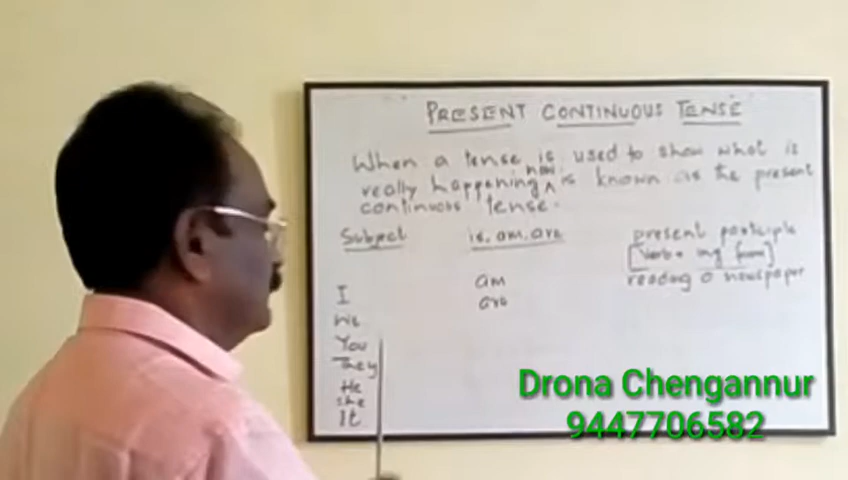 PRESENT CONTINUOUS TENSE
When a tense is used to show what is
really happening now is known as the present
continuous tense.
Subject is, am, are present participle
[Verb + ing form]
I am reading a newspaper
We are
You
They
He
She
It
Drona Chengannur
9447706582